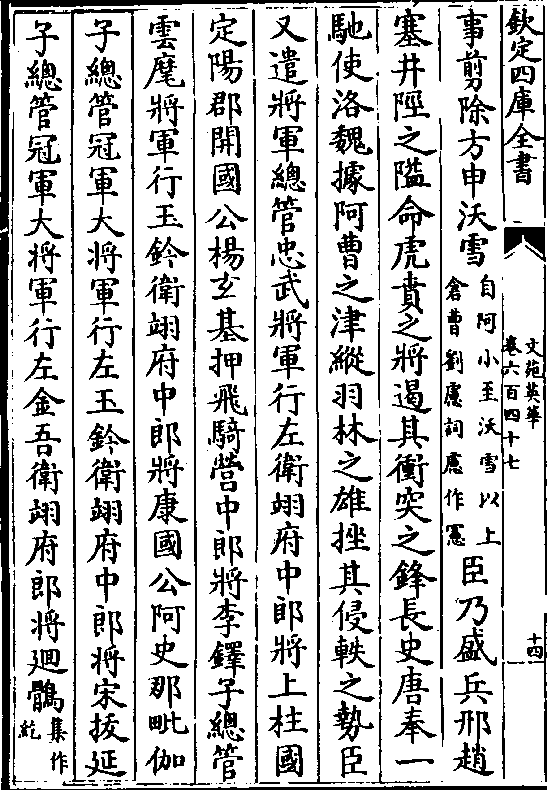 欽定四庫全書
文苑英華
卷六百四十七
十四
事剪除方申沃雪
自阿小至沃雪以上
倉曹劉慮詞慮作憲
臣乃盛兵邢趙
塞井陘之隘命虎賁之將遏其衝突之鋒長史唐奉一
馳使洛魏據阿曹之津縱羽林之雄挫其侵軼之勢臣
又遣將軍總管忠武將軍行左衛翊府中郎將上柱國
定陽郡開國公楊玄基押飛騎營中郎將李鐸子總管
雲麾將軍行玉鈐衛翊府中郎將康國公阿史那毗伽
子總管冠軍大將軍行左玉鈐衛翊府中郎將宋拔延
子總管冠軍大將軍行左金吾衛翊府郎將迴鶻
集作
紇